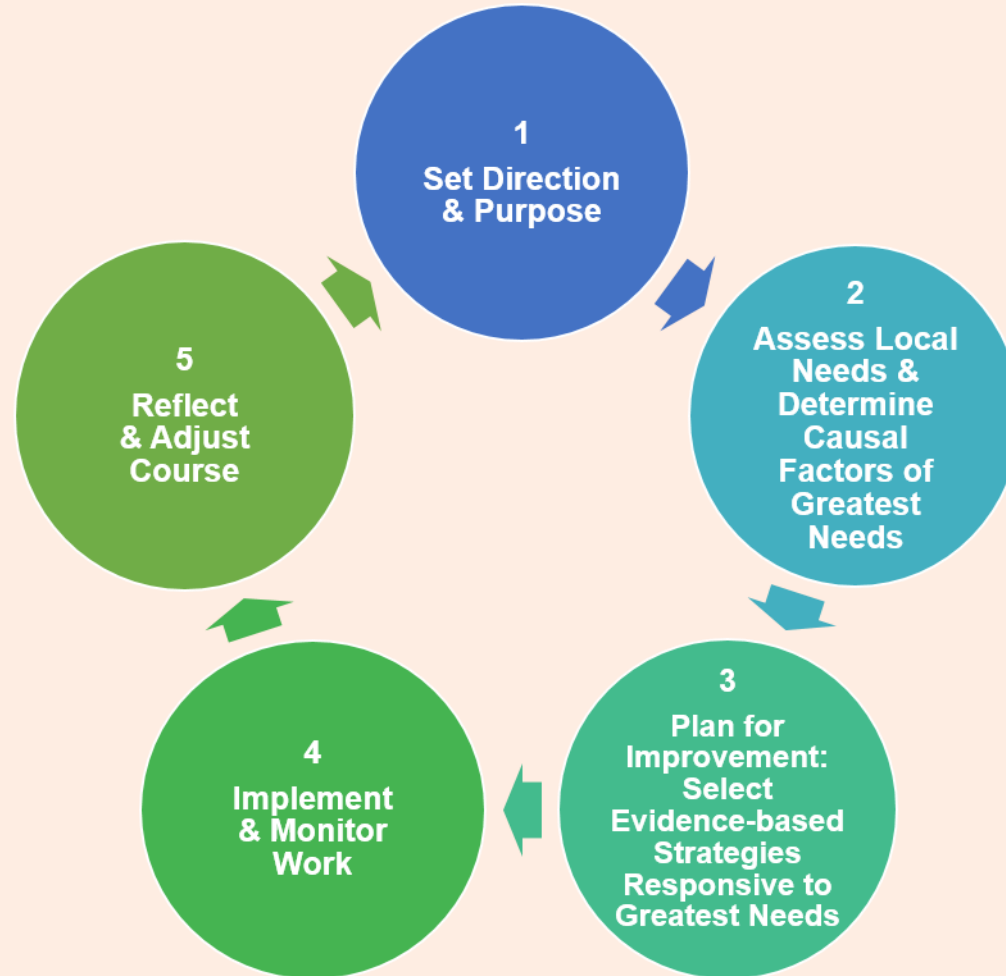 1
Set Direction
& Purpose
2
Assess Local
Needs &
Determine
Causal
Factors of
Greatest
Needs
3
Plan for
Improvement:
Select
Evidence-based
Strategies
Responsive to
Greatest Needs
4
Implement
& Monitor
Work
5
Reflect
& Adjust
Course